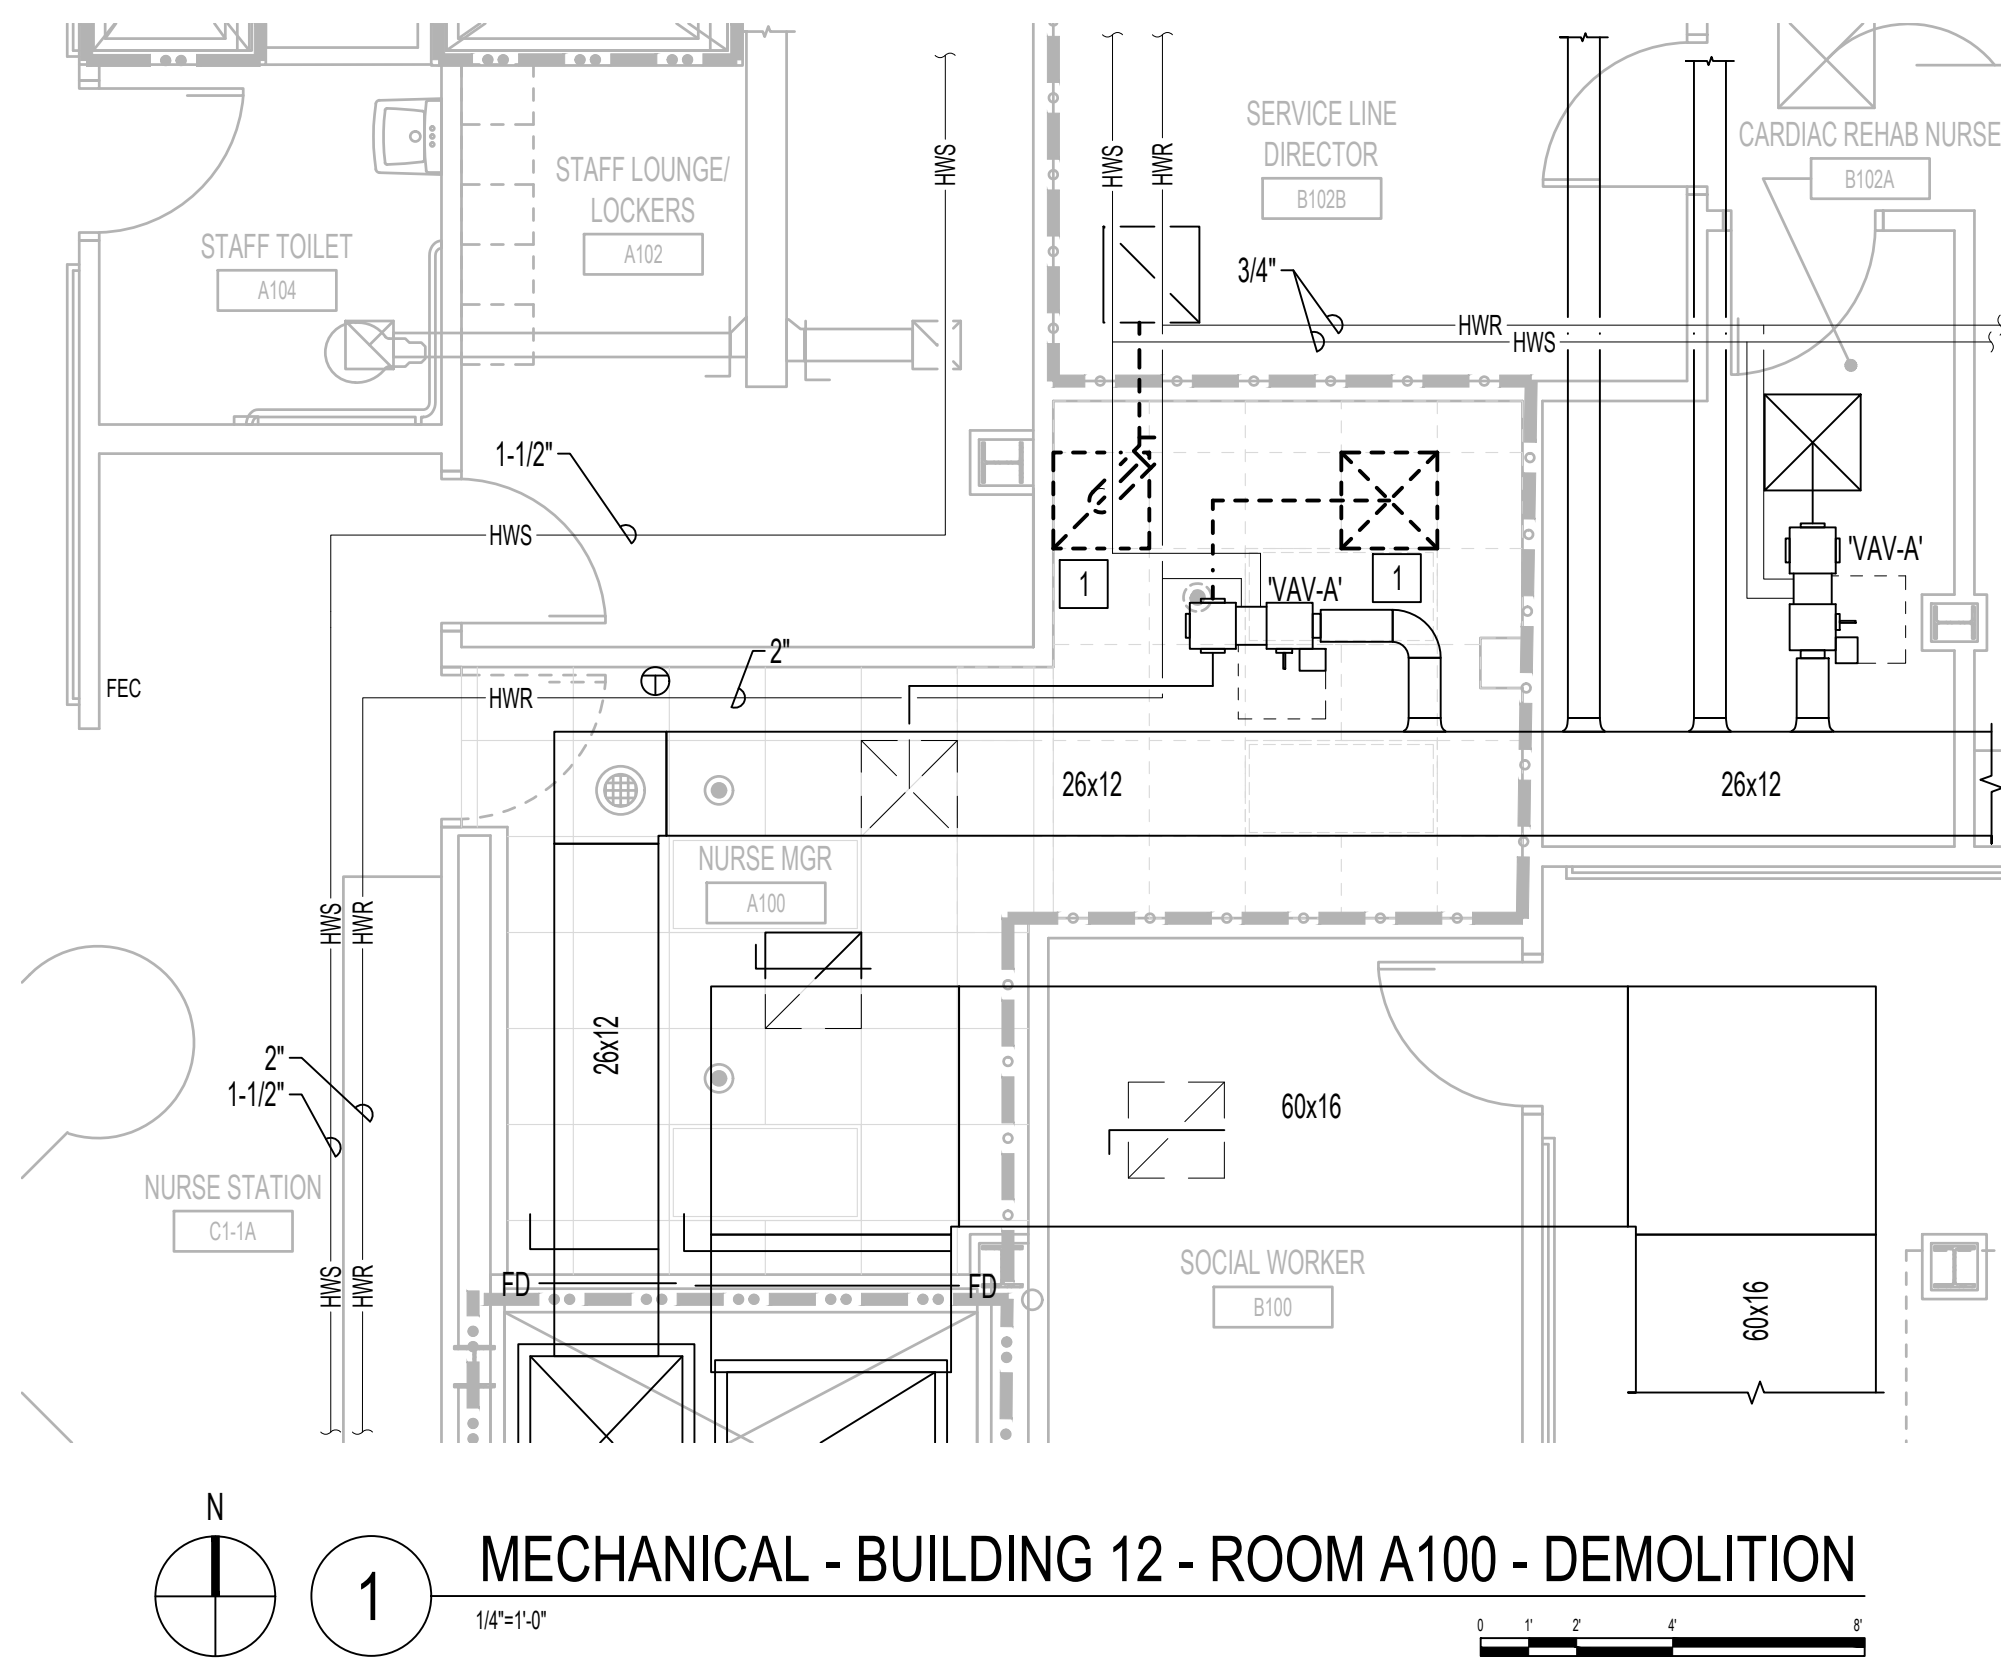 HWS
HWS
HWR
SERVICE LINE
DIRECTOR
B102B
CARDIAC REHAB NURSE
B102A
STAFF LOUNGE/
LOCKERS
A102
STAFF TOILET
A104
3/4"
HWR
HWS
1-1/2"
HWS
'VAV-A'
1
'VAV-A'
1
2"
FEC
HWR
26x12
26x12
NURSE MGR
A100
HWS
HWR
26x12
2"
1-1/2"
60x16
NURSE STATION
C1-1A
SOCIAL WORKER
B100
HWS
HWR
FD
FD
60x16
N
1
MECHANICAL - BUILDING 12 - ROOM A100 - DEMOLITION
1/4"=1'-0"
0 1' 2' 4' 8'